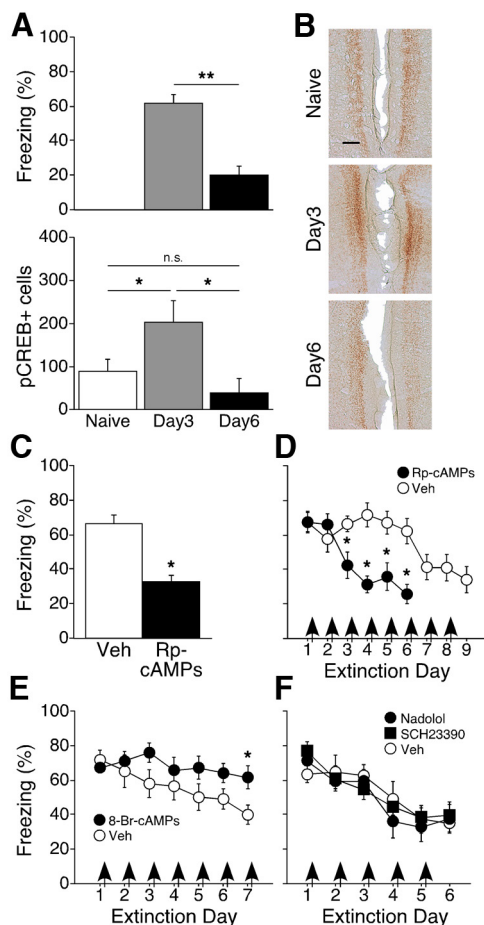 A
100
80
60
40
20
0
Freezing (%)
**
400
300
200
100
0
pCREB+ cells
n.s.
*
*
Naive Day3 Day6
B
Naive
Day3
Day6
C
100
80
60
40
20
0
Freezing (%)
*
Veh Rp-
cAMPs
D
100
80
60
40
20
0
Rp-cAMPs
Veh
*
*
*
*
1 2 3 4 5 6 7 8 9
Extinction Day
E
100
80
60
40
20
0
Freezing (%)
*
8-Br-cAMPs
Veh
1 2 3 4 5 6 7
Extinction Day
F
100
80
60
40
20
0
Nadolol
SCH23390
Veh
1 2 3 4 5 6
Extinction Day